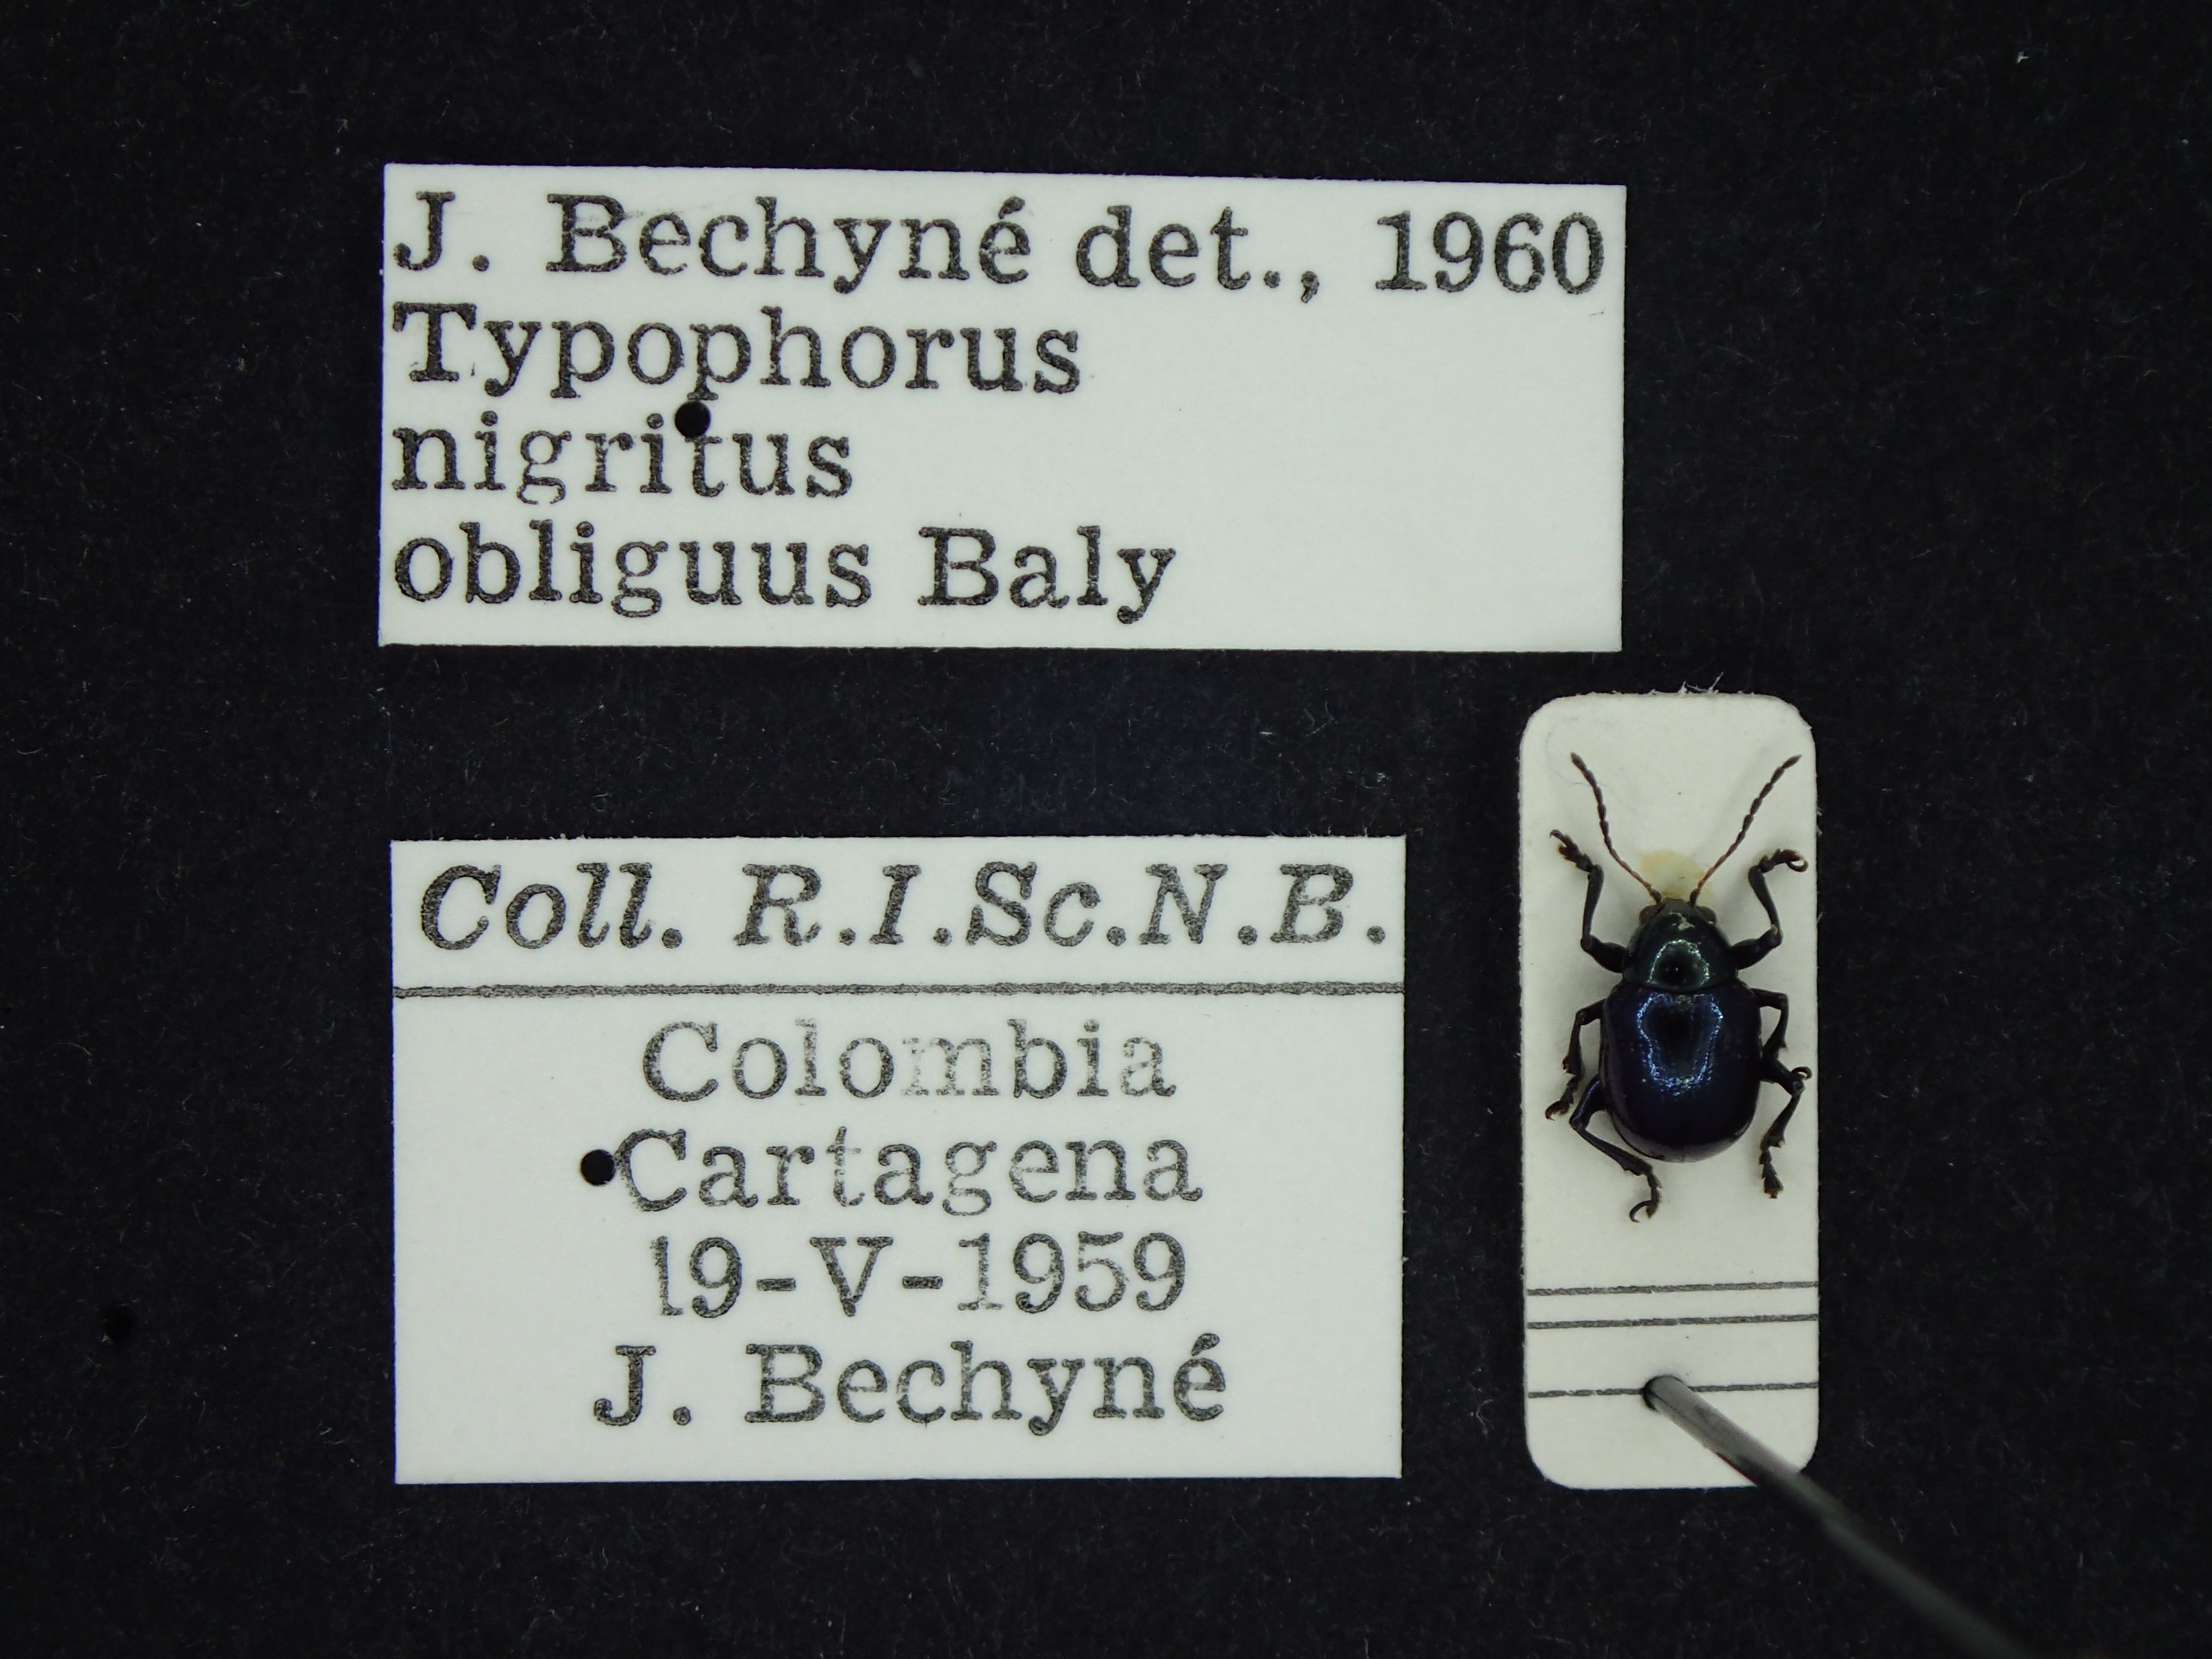 J. Bechyné det., 1960
Typophorus
nigritus
obliguus Baly
Coll. R.I.Sc.N.B.
Colombia
Cartagena
19-V-1959
J. Bechyné